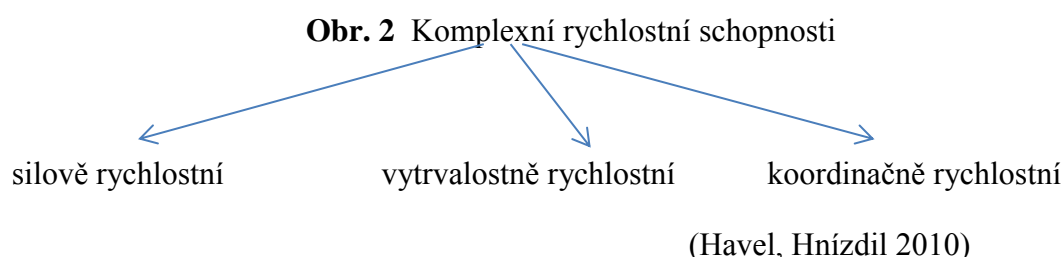 Obr. 2 Komplexní rychlostní schopnosti
silově rychlostní vytrvalostně rychlostní koordinačně rychlostní
(Havel, Hnízdil 2010)